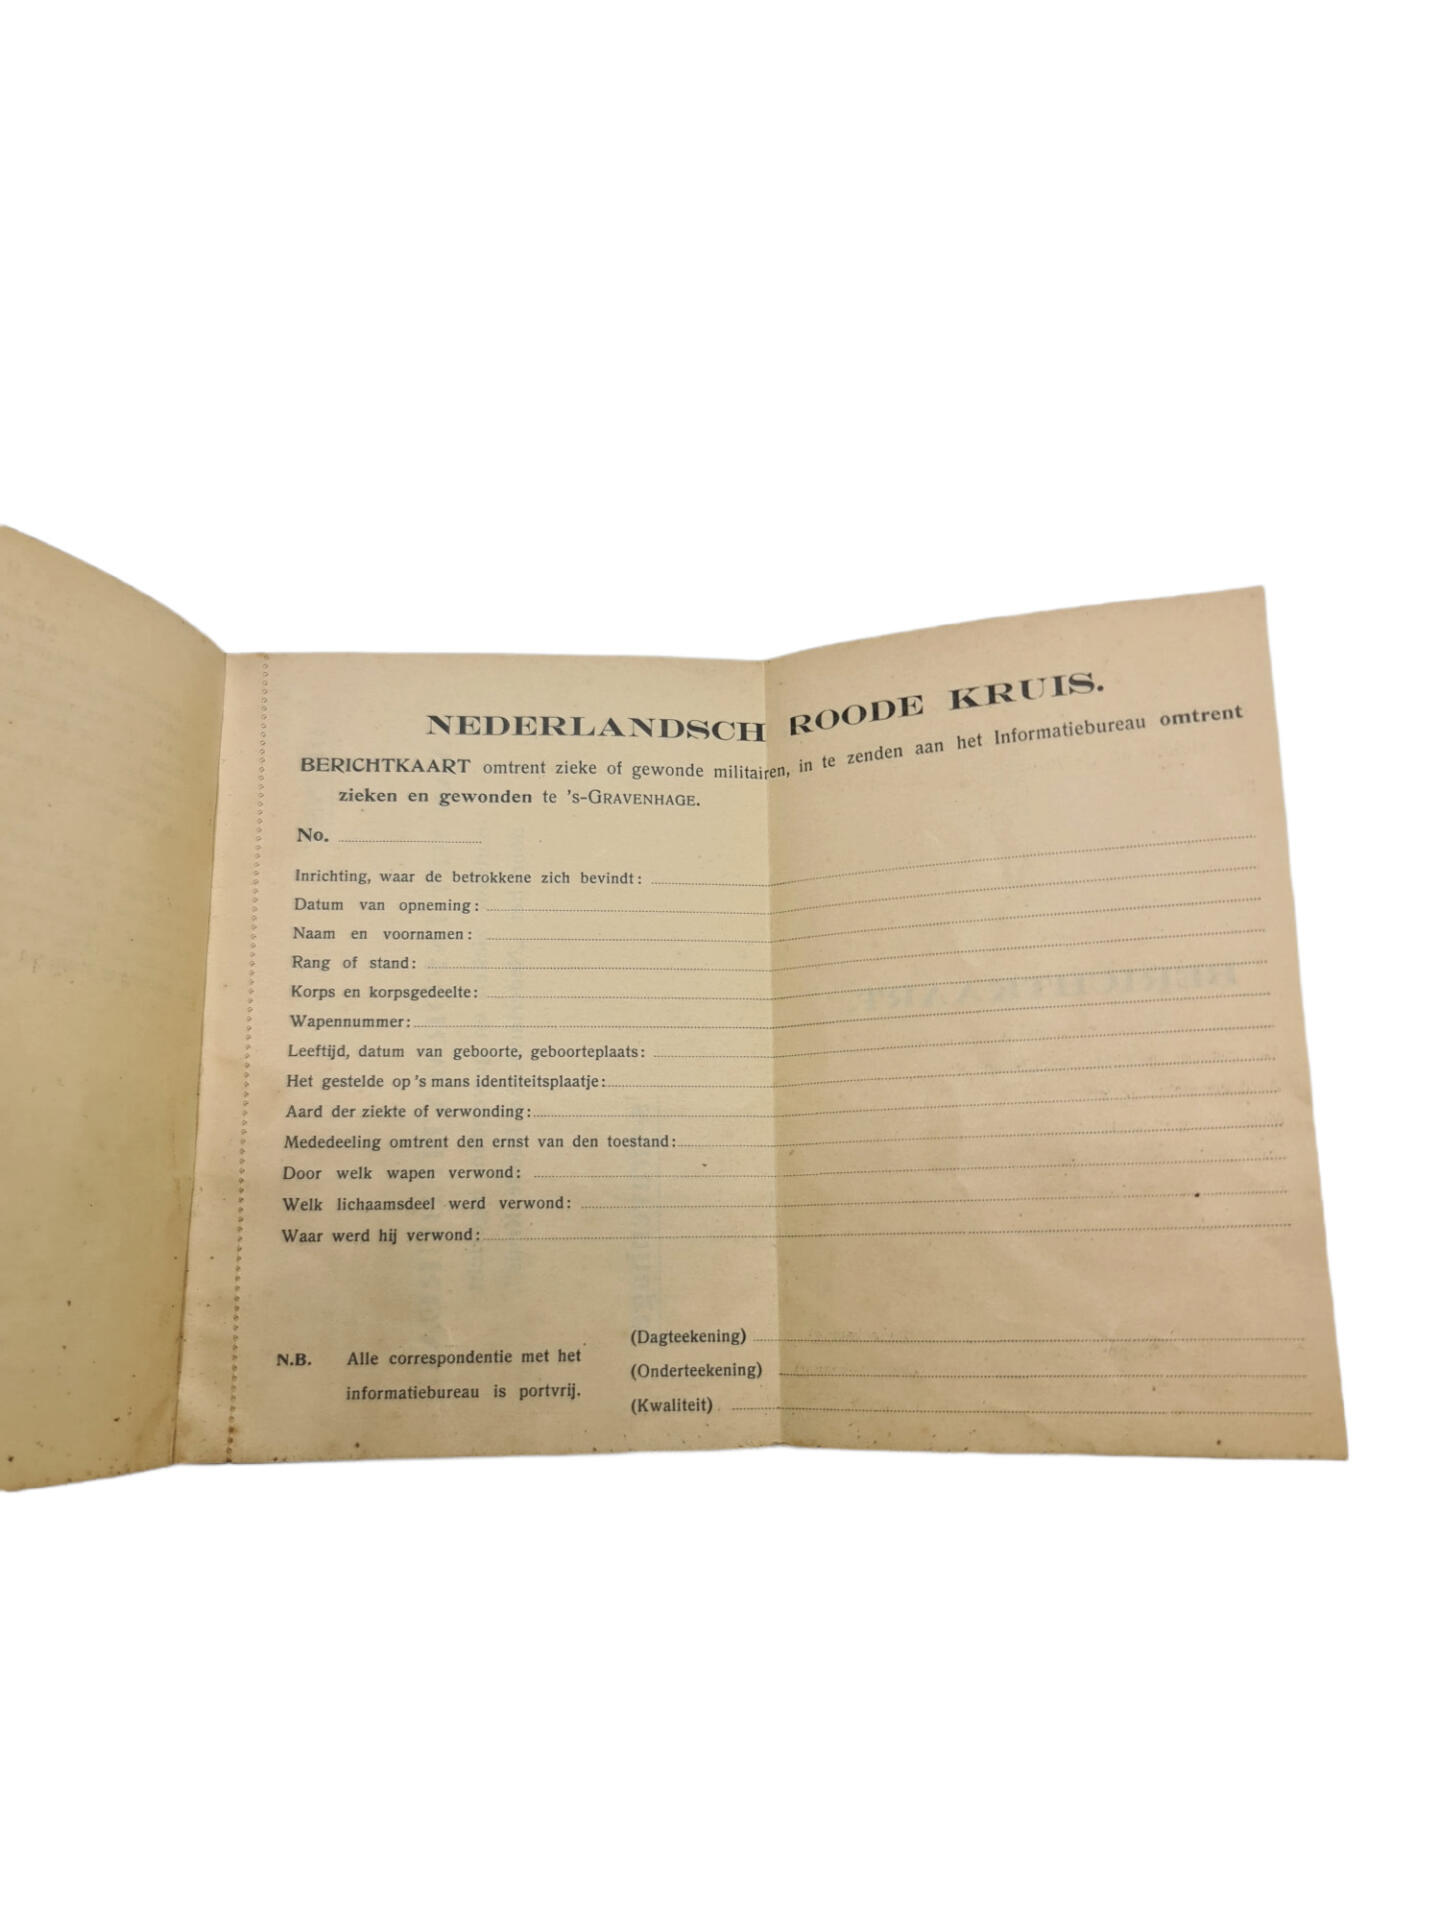 NEDERLANDSCH ROODE KRUIS.
BERICHTKAART omtrent zieke of gewonde militairen, in te zenden aan het Informatiebureau omtrent
zieken en gewonden te 's-GRAVENHAGE.
No.
Inrichting, waar de betrokkene zich bevindt:
Datum van opneming:
Naam en voornamen:
Rang of stand:
Korps en korpsgedeelte:
Wapennummer:
Leeftijd, datum van geboorte, geboorteplaats:
Het gestelde op 's mans identiteitsplaatje:
Aard der ziekte of verwonding:
Mededeeling omtrent den ernst van den toestand:
Door welk wapen verwond:
Welk lichaamsdeel werd verwond:
Waar werd hij verwond:
(Dagteekening)
N.B. Alle correspondentie met het
(Onderteekening)
informatiebureau is portvrij.
(Kwaliteit)